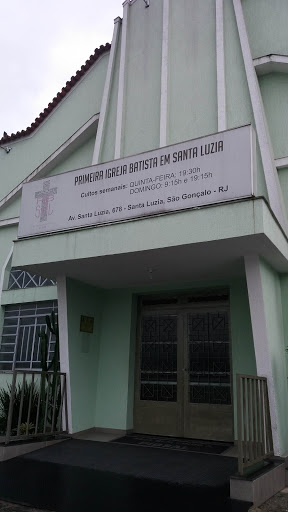 PRIMEIRA IGREJA BATISTA EM SANTA LUZIA
Cultos semanais: QUINTA-FEIRA: 19:30h
DOMINGO: 9:15h e 19:15h
Av. Santa Luzia, 678 - Santa Luzia, São Gonçalo - RJ